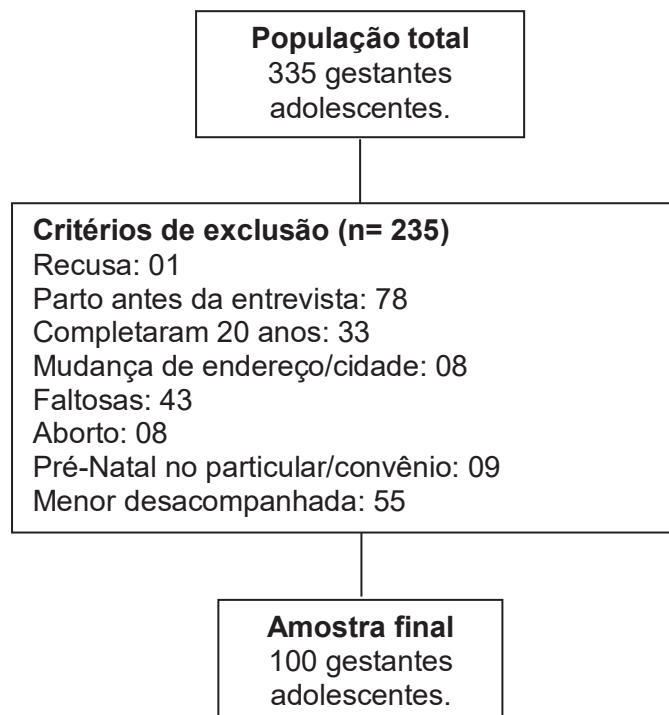 População total
335 gestantes
adolescentes.
Critérios de exclusão (n= 235)
Recusa: 01
Parto antes da entrevista: 78
Completaram 20 anos: 33
Mudança de endereço/cidade: 08
Faltosas: 43
Aborto: 08
Pré-Natal no particular/convênio: 09
Menor desacompanhada: 55
Amostra final
100 gestantes
adolescentes.